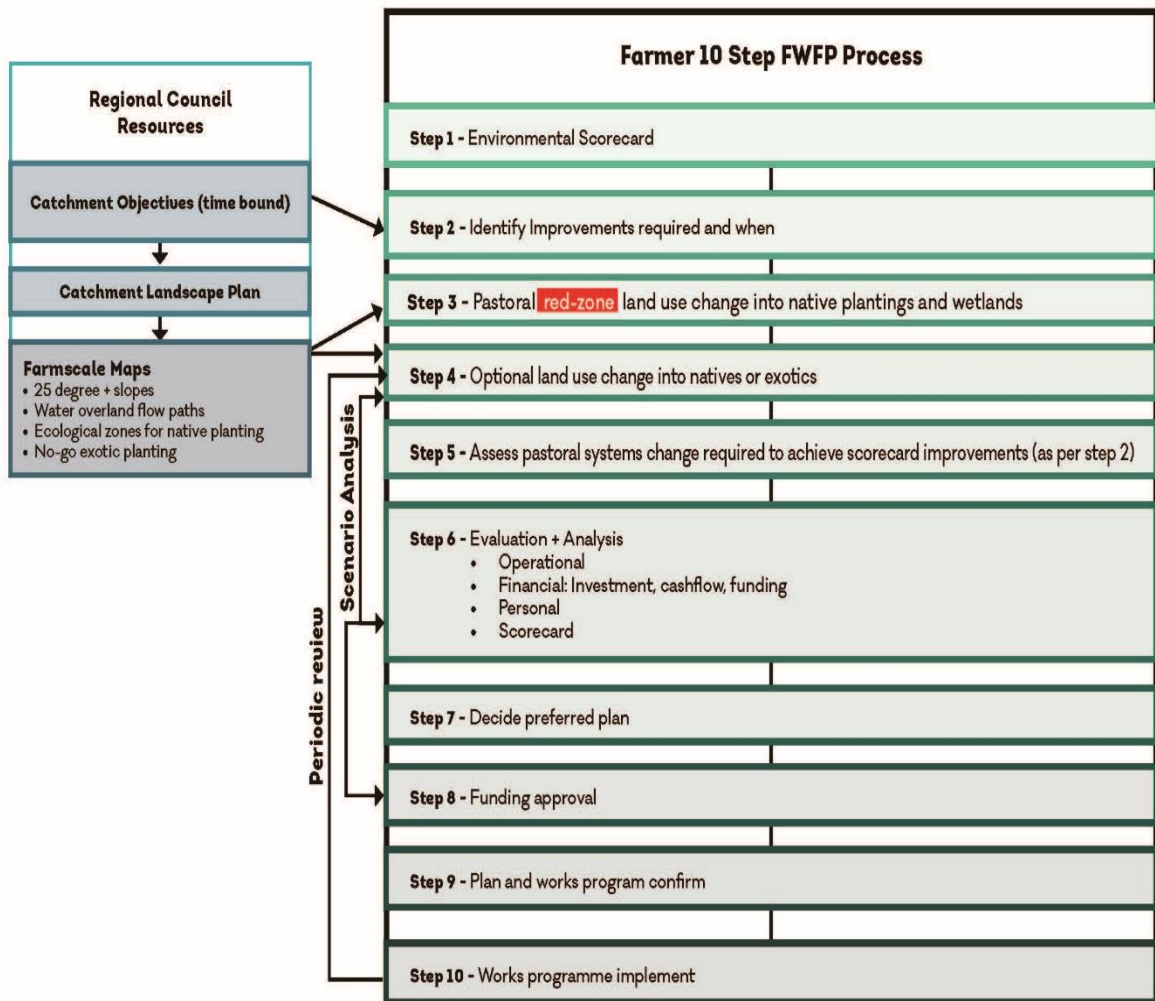 Farmer 10 Step FWFP Process
Regional Council
Resources
Catchment Objectives (time bound)
Catchment Landscape Plan
Farmscale Maps
• 25 degree + slopes
• Water overland flow paths
• Ecological zones for native planting
• No-go exotic planting
Step 1 - Environmental Scorecard
Step 2 - Identify Improvements required and when
Step 3 - Pastoral red-zone land use change into native plantings and wetlands
Step 4 - Optional land use change into natives or exotics
Step 5 - Assess pastoral systems change required to achieve scorecard improvements (as per step 2)
Step 6 - Evaluation + Analysis
• Operational
• Financial: Investment, cashflow, funding
• Personal
• Scorecard
Step 7 - Decide preferred plan
Step 8 - Funding approval
Step 9 - Plan and works program confirm
Step 10 - Works programme implement
Scenario Analysis
Periodic review